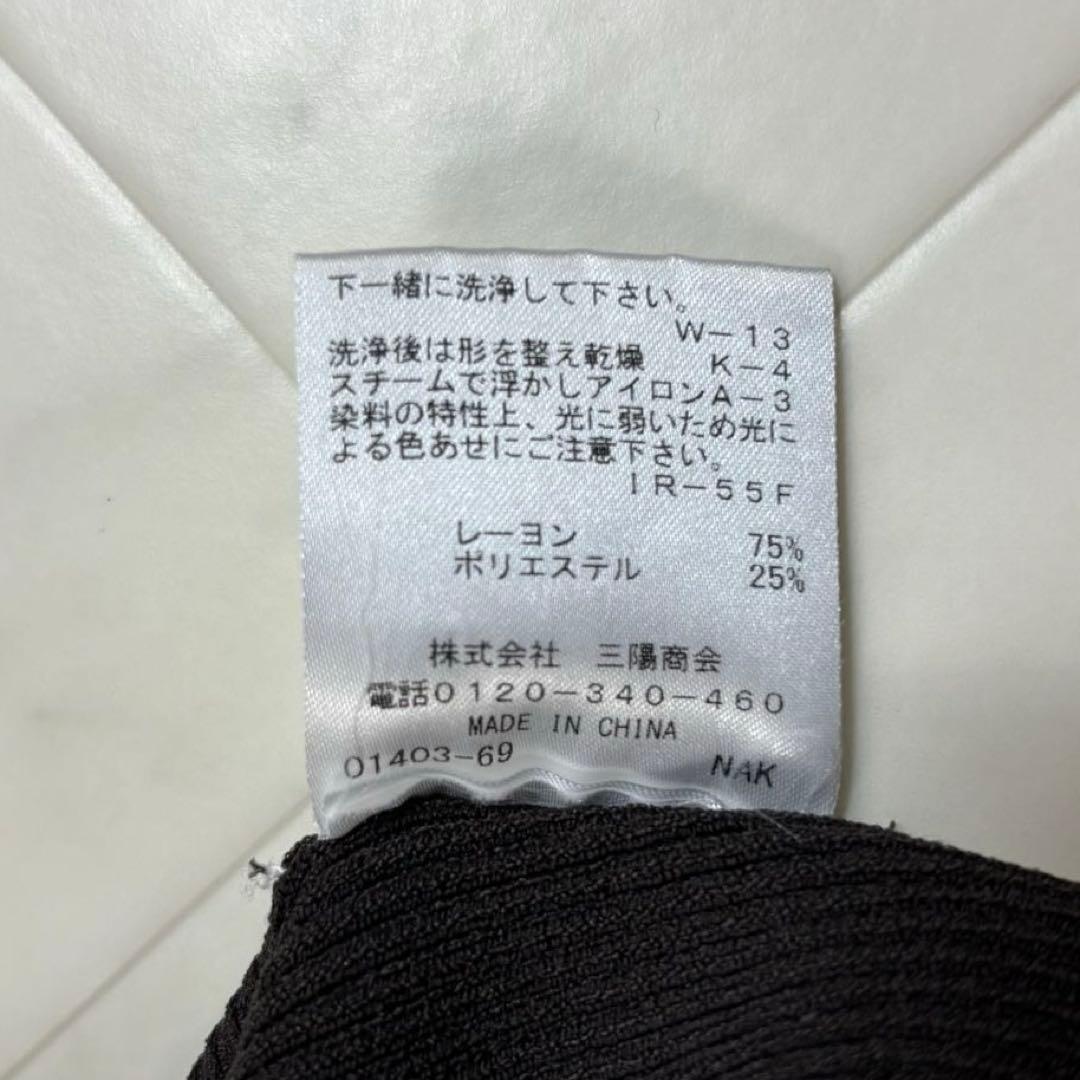 下一緒に洗浄して下さい。
W-13
洗浄後は形を整え乾燥 K-4
スチームで浮かしアイロンA-3
染料の特性上、光に弱いため光に
よる色あせにご注意下さい。
IR-55F
レーヨン 75%
ポリエステル 25%
株式会社 三陽商会
電話0120-340-460
MADE IN CHINA
01403-69 NAK